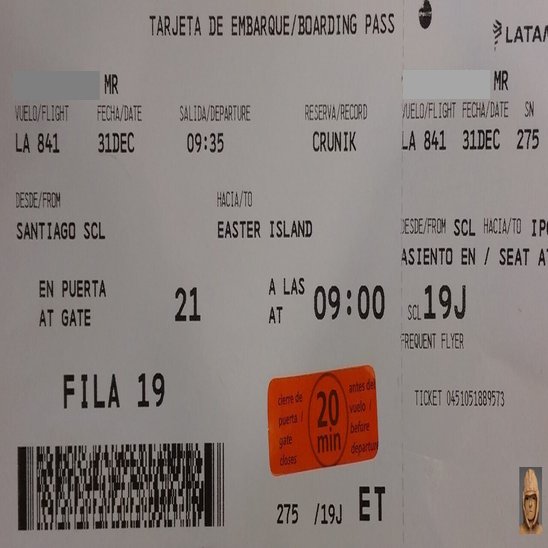 TARJETA DE EMBARQUE/BOARDING PASS
MR
VUELO/FLIGHT FECHA/DATE SALIDA/DEPARTURE RESERVA/RECORD
LA 841 31DEC 09:35 CRUNIK
DESDE/FROM HACIA/TO
SANTIAGO SCL EASTER ISLAND
EN PUERTA
AT GATE
21
A LAS
AT
09:00
FILA 19
cierre de
puerta /
gate
closes
20
min
antes del
vuelo /
before
departure
275 /19J ET
LATAM
MR
VUELO/FLIGHT FECHA/DATE SN
LA 841 31DEC 275
DESDE/FROM SCL HACIA/TO IP
ASIENTO EN / SEAT AT
SCL 19J
FREQUENT FLYER
TICKET 0451051889573